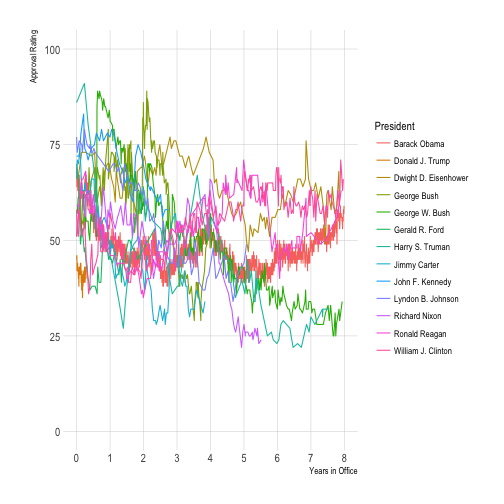 Approval Rating
100
75
50
25
0
0 1 2 3 4 5 6 7 8
Years in Office
President
Barack Obama
Donald J. Trump
Dwight D. Eisenhower
George Bush
George W. Bush
Gerald R. Ford
Harry S. Truman
Jimmy Carter
John F. Kennedy
Lyndon B. Johnson
Richard Nixon
Ronald Reagan
William J. Clinton